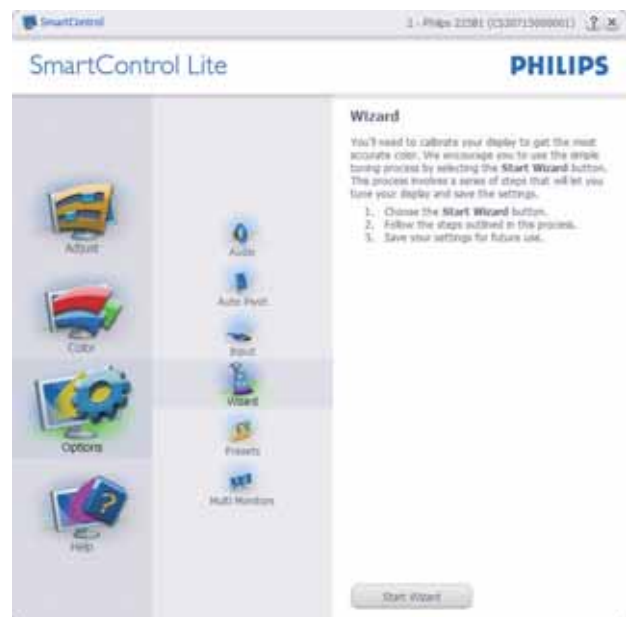 SmartControl
1 - Philips 225B1 (CS30715000001) ? ×
SmartControl Lite
PHILIPS
Adjust
Color
Options
Help
Audio
Auto Pivot
Input
Wizard
Presets
Multi Monitors
Wizard
You'll need to calibrate your display to get the most
accurate color. We encourage you to use the simple
tuning process by selecting the Start Wizard button.
This process involves a series of steps that will let you
tune your display and save the settings.
1. Choose the Start Wizard button.
2. Follow the steps outlined in the process.
3. Save your settings for future use.
Start Wizard